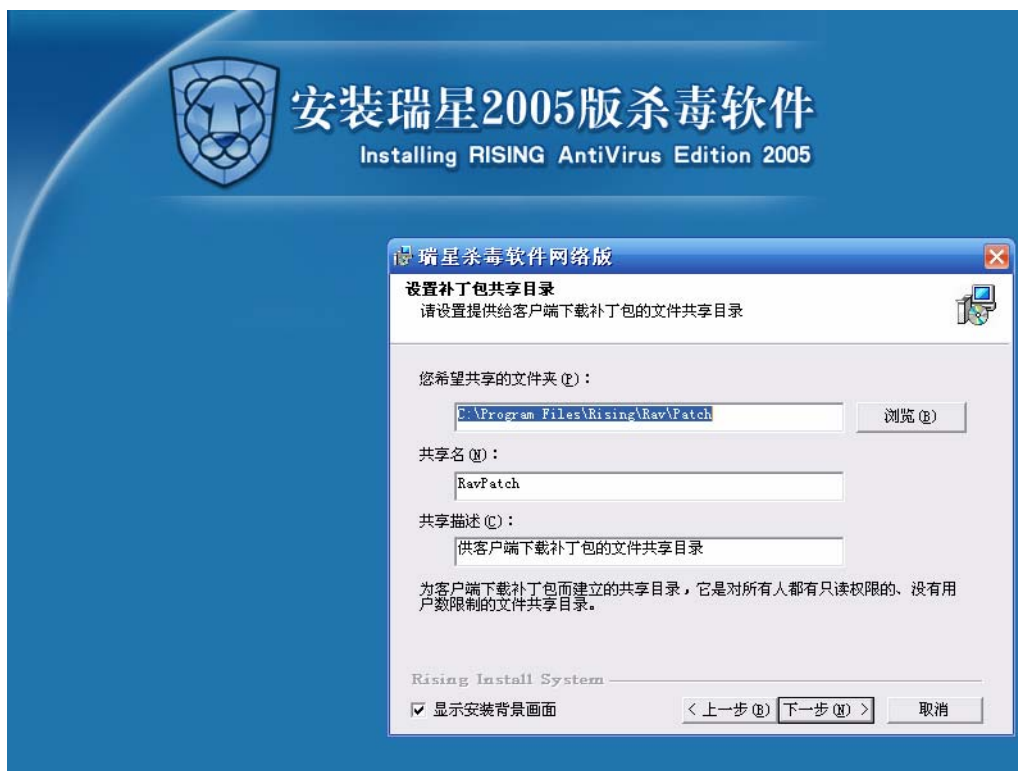 安装瑞星2005版杀毒软件
Installing RISING AntiVirus Edition 2005
瑞星杀毒软件网络版
设置补丁包共享目录
请设置提供给客户端下载补丁包的文件共享目录
您希望共享的文件夹(P)：
C:\Program Files\Rising\Rav\Patch
浏览(B)
共享名(N)：
RavPatch
共享描述(C)：
供客户端下载补丁包的文件共享目录
为客户端下载补丁包而建立的共享目录，它是对所有人都有只读权限的、没有用
户数限制的文件共享目录。
Rising Install System
显示安装背景画面
<上一步(B) 下一步(N)> 取消